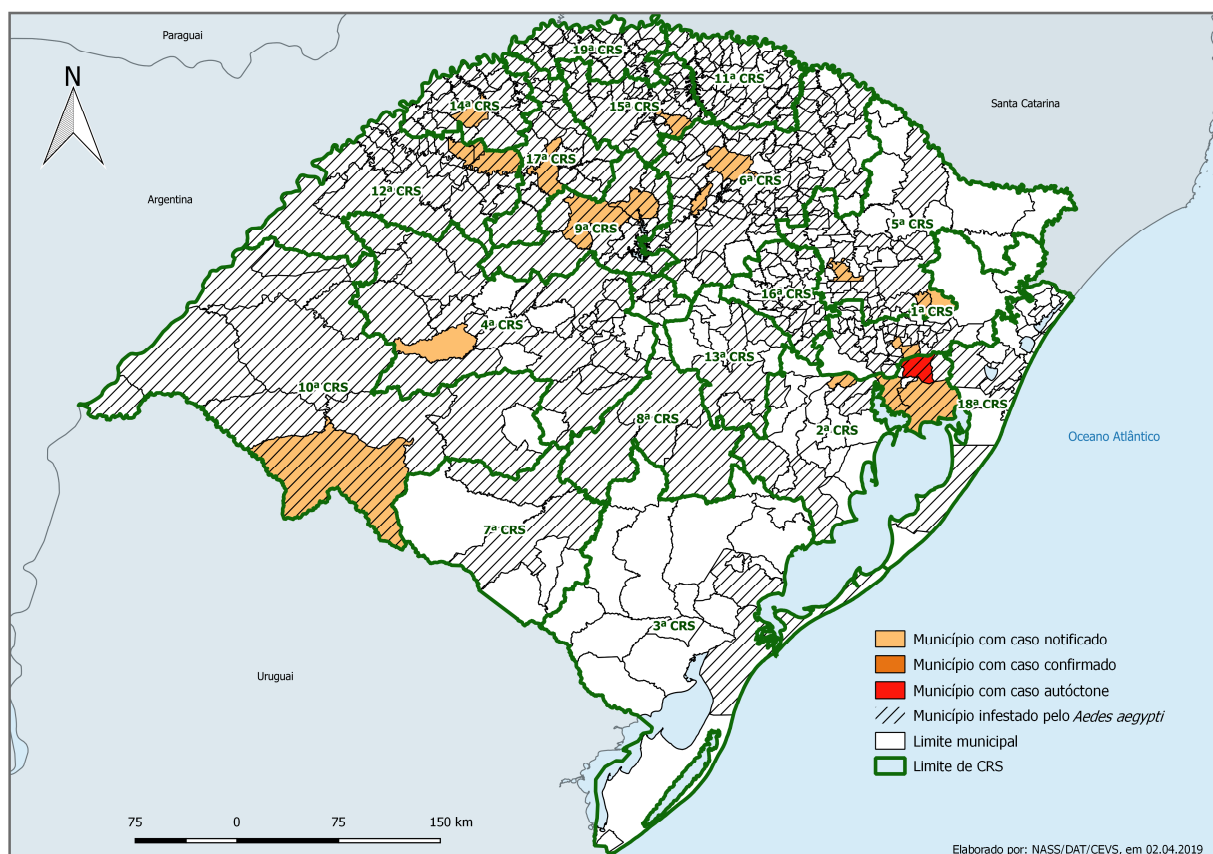 Paraguai
N
19ª CRS
11ª CRS
14ª CRS
15ª CRS
Santa Catarina
17ª CRS
6ª CRS
12ª CRS
Argentina
9ª CRS
5ª CRS
16ª CRS
1ª CRS
4ª CRS
13ª CRS
10ª CRS
18ª CRS
8ª CRS
2ª CRS
Oceano Atlântico
7ª CRS
3ª CRS
Uruguai
Município com caso notificado
Município com caso confirmado
Município com caso autóctone
Município infestado pelo Aedes aegypti
Limite municipal
Limite de CRS
75 0 75 150 km
Elaborado por: NASS/DAT/CEVS, em 02.04.2019